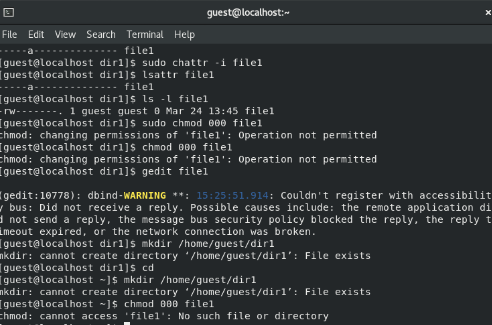 guest@localhost:~
File Edit View Search Terminal Help
-----a-------------- file1
[guest@localhost dir1]$ sudo chattr -i file1
[guest@localhost dir1]$ lsattr file1
-----a-------------- file1
[guest@localhost dir1]$ ls -l file1
-rw-------. 1 guest guest 0 Mar 24 13:45 file1
[guest@localhost dir1]$ sudo chmod 000 file1
chmod: changing permissions of 'file1': Operation not permitted
[guest@localhost dir1]$ chmod 000 file1
chmod: changing permissions of 'file1': Operation not permitted
[guest@localhost dir1]$ gedit file1
(gedit:10778): dbind-WARNING **: 15:25:51.914: Couldn't register with accessibilit
y bus: Did not receive a reply. Possible causes include: the remote application di
d not send a reply, the message bus security policy blocked the reply, the reply t
imeout expired, or the network connection was broken.
[guest@localhost dir1]$ mkdir /home/guest/dir1
mkdir: cannot create directory ‘/home/guest/dir1’: File exists
[guest@localhost dir1]$ cd
[guest@localhost ~]$ mkdir /home/guest/dir1
mkdir: cannot create directory ‘/home/guest/dir1’: File exists
[guest@localhost ~]$ chmod 000 file1
chmod: cannot access 'file1': No such file or directory
[guest@localhost ~]$